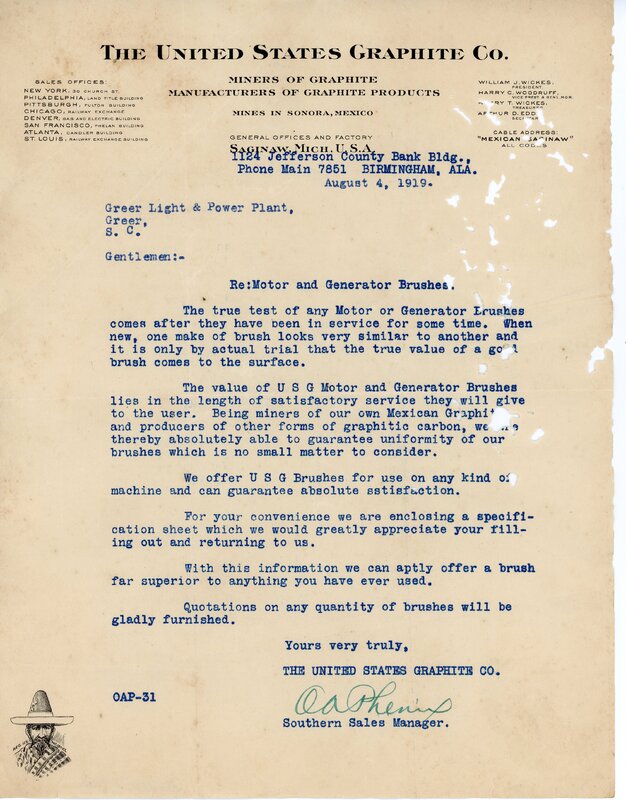 THE UNITED STATES GRAPHITE CO.
MINERS OF GRAPHITE
MANUFACTURERS OF GRAPHITE PRODUCTS
MINES IN SONORA, MEXICO
GENERAL OFFICES AND FACTORY
SAGINAW, MICH., U.S.A.
SALES OFFICES:
NEW YORK, 30 CHURCH ST.
PHILADELPHIA, LAND TITLE BUILDING
PITTSBURGH, FULTON BUILDING
CHICAGO, RAILWAY EXCHANGE
DENVER, GAS AND ELECTRIC BUILDING
SAN FRANCISCO, PHELAN BUILDING
ATLANTA, CANDLER BUILDING
ST. LOUIS, RAILWAY EXCHANGE BUILDING
WILLIAM J. WICKES,
PRESIDENT.
HARRY C. WOODRUFF,
VICE PREST & GENL. MGR.
T. WICKES,
TREASURER
D. EDD
CABLE ADDRESS:
"MEXICAN SAGINAW"
ALL CODES
1124 Jefferson County Bank Bldg.,
Phone Main 7851 BIRMINGHAM, ALA.
August 4, 1919.
Greer Light & Power Plant,
Greer,
S. C.
Gentlemen:-
Re:Motor and Generator Brushes.
The true test of any Motor or Generator Brushes
comes after they have been in service for some time. When
new, one make of brush looks very similar to another and
it is only by actual trial that the true value of a good
brush comes to the surface.
The value of U S G Motor and Generator Brushes
lies in the length of satisfactory service they will give
to the user. Being miners of our own Mexican Graphit
and producers of other forms of graphitic carbon, we
thereby absolutely able to guarantee uniformity of our
brushes which is no small matter to consider.
We offer U S G Brushes for use on any kind of
machine and can guarantee absolute sstisfaction.
For your convenience we are enclosing a specifi-
cation sheet which we would greatly appreciate your fill-
ing out and returning to us.
With this information we can aptly offer a brush
far superior to anything you have ever used.
Quotations on any quantity of brushes will be
gladly furnished.
Yours very truly,
THE UNITED STATES GRAPHITE CO.
OAP-31
O A Phenix
Southern Sales Manager.